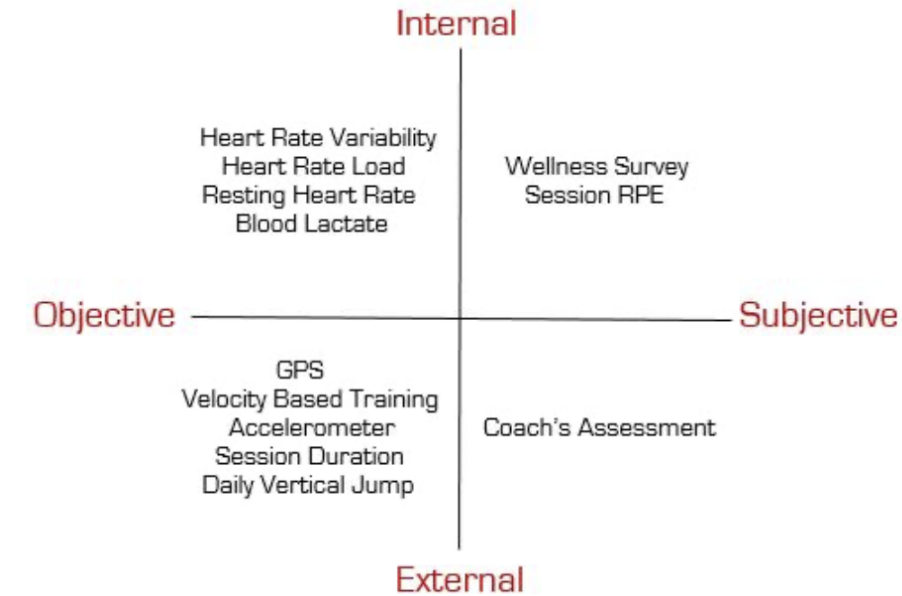 Internal
Heart Rate Variability
Heart Rate Load
Resting Heart Rate
Blood Lactate
Wellness Survey
Session RPE
Objective
Subjective
GPS
Velocity Based Training
Accelerometer
Session Duration
Daily Vertical Jump
Coach's Assessment
External